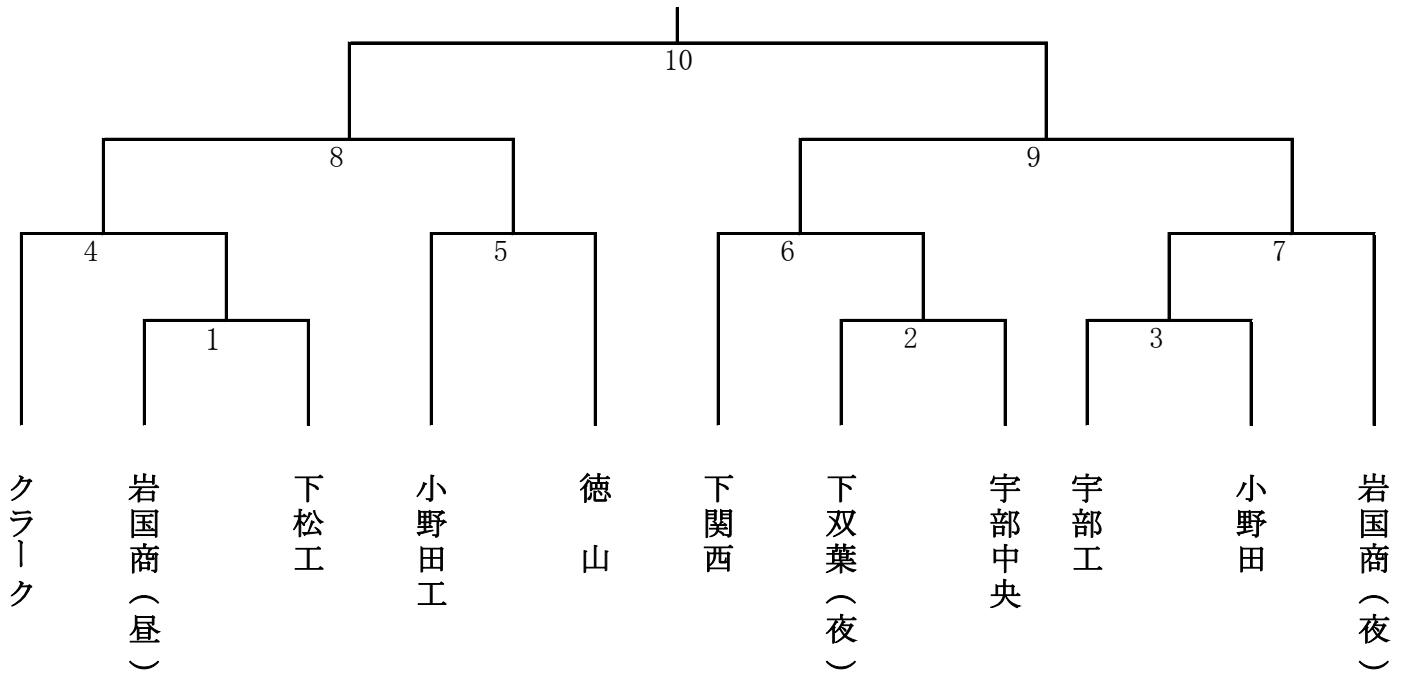 10
8
9
4
5
6
7
1
2
3
クラーク
岩国商（昼）
下松工
小野田工
徳山
下関西
下双葉（夜）
宇部中央
宇部工
小野田
岩国商（夜）